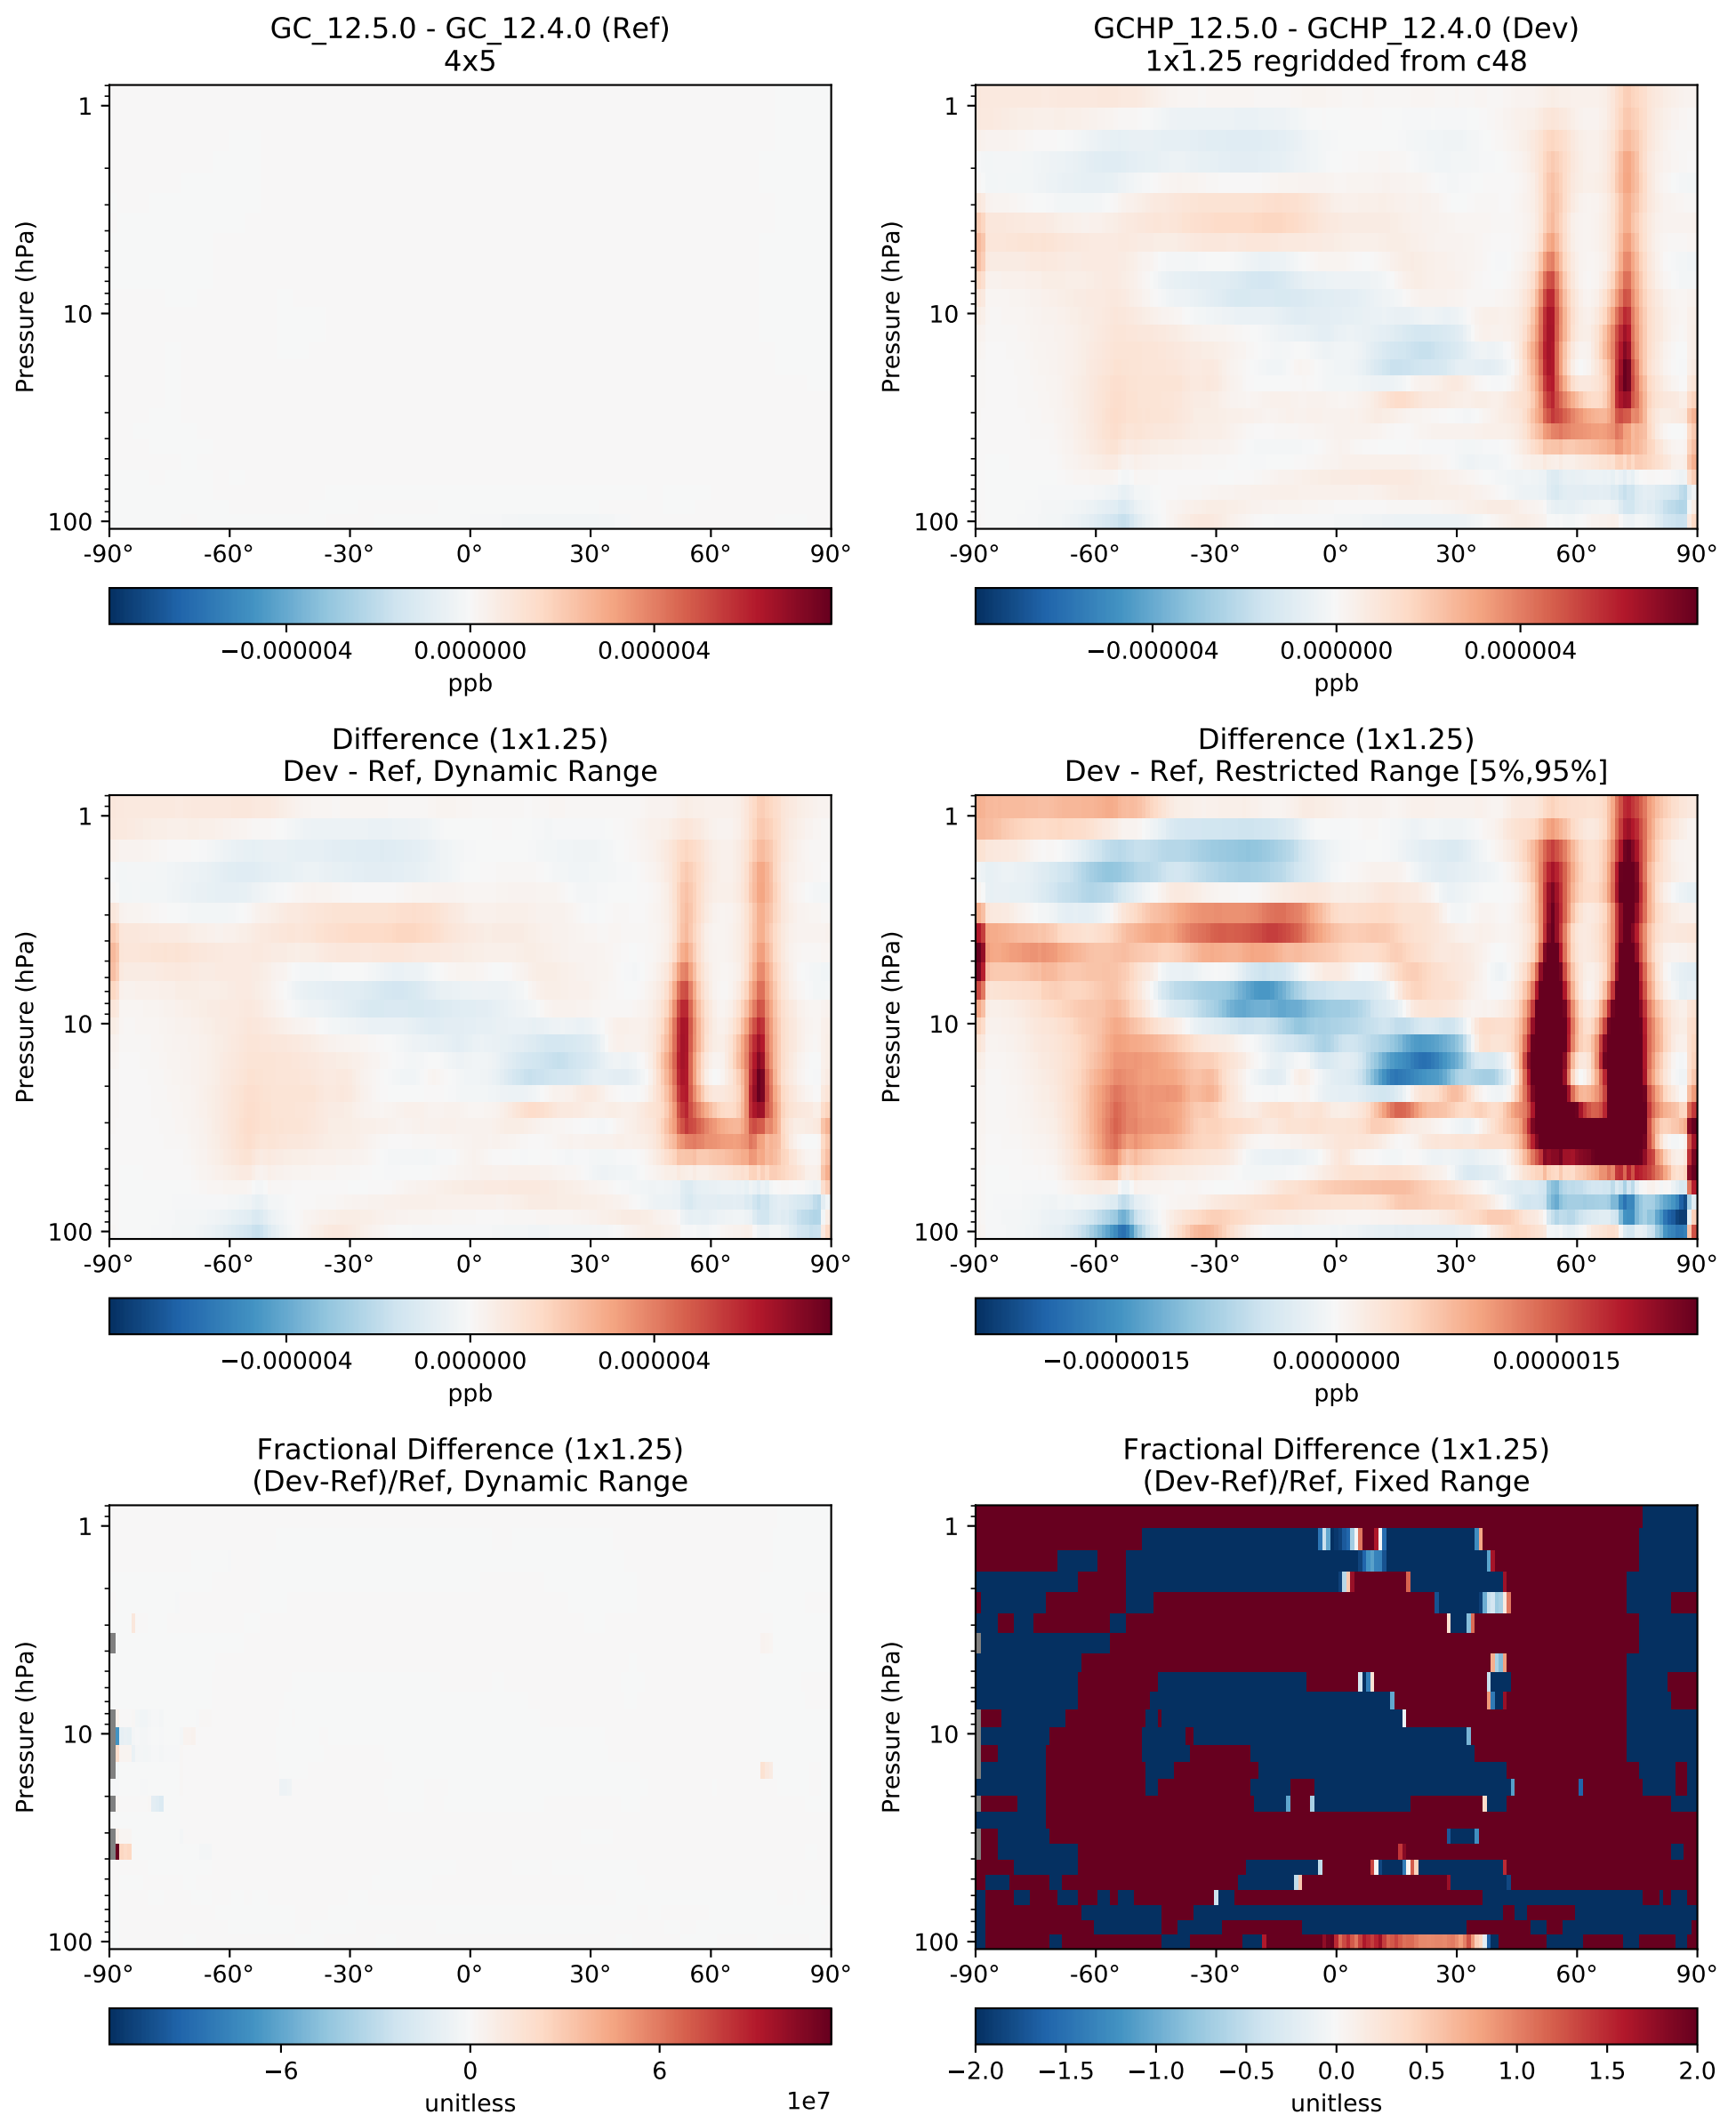 GC_12.5.0 - GC_12.4.0 (Ref)
4x5
Pressure (hPa)
1
10
100
-90° -60° -30° 0° 30° 60° 90°
−0.000004 0.000000 0.000004
ppb
GCHP_12.5.0 - GCHP_12.4.0 (Dev)
1x1.25 regridded from c48
Pressure (hPa)
1
10
100
-90° -60° -30° 0° 30° 60° 90°
−0.000004 0.000000 0.000004
ppb
Difference (1x1.25)
Dev - Ref, Dynamic Range
Pressure (hPa)
1
10
100
-90° -60° -30° 0° 30° 60° 90°
−0.000004 0.000000 0.000004
ppb
Difference (1x1.25)
Dev - Ref, Restricted Range [5%,95%]
Pressure (hPa)
1
10
100
-90° -60° -30° 0° 30° 60° 90°
−0.0000015 0.0000000 0.0000015
ppb
Fractional Difference (1x1.25)
(Dev-Ref)/Ref, Dynamic Range
Pressure (hPa)
1
10
100
-90° -60° -30° 0° 30° 60° 90°
−6 0 6
unitless 1e7
Fractional Difference (1x1.25)
(Dev-Ref)/Ref, Fixed Range
Pressure (hPa)
1
10
100
-90° -60° -30° 0° 30° 60° 90°
−2.0 −1.5 −1.0 −0.5 0.0 0.5 1.0 1.5 2.0
unitless